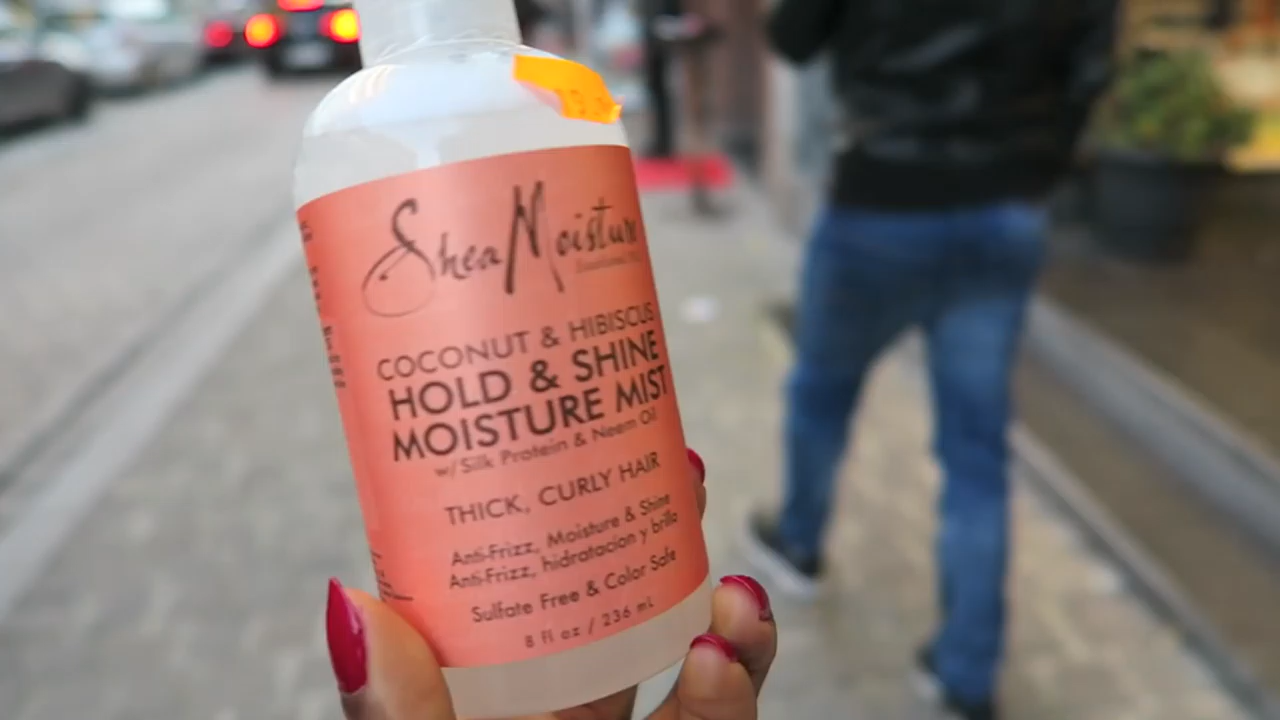 SheaMoisture
COCONUT & HIBISCUS
HOLD & SHINE
MOISTURE MIST
w/ Silk Protein & Neem Oil
THICK, CURLY HAIR
Anti-Frizz, Moisture & Shine
Anti-Frizz, hidratacion y brillo
Sulfate Free & Color Safe
8 fl oz / 236 mL